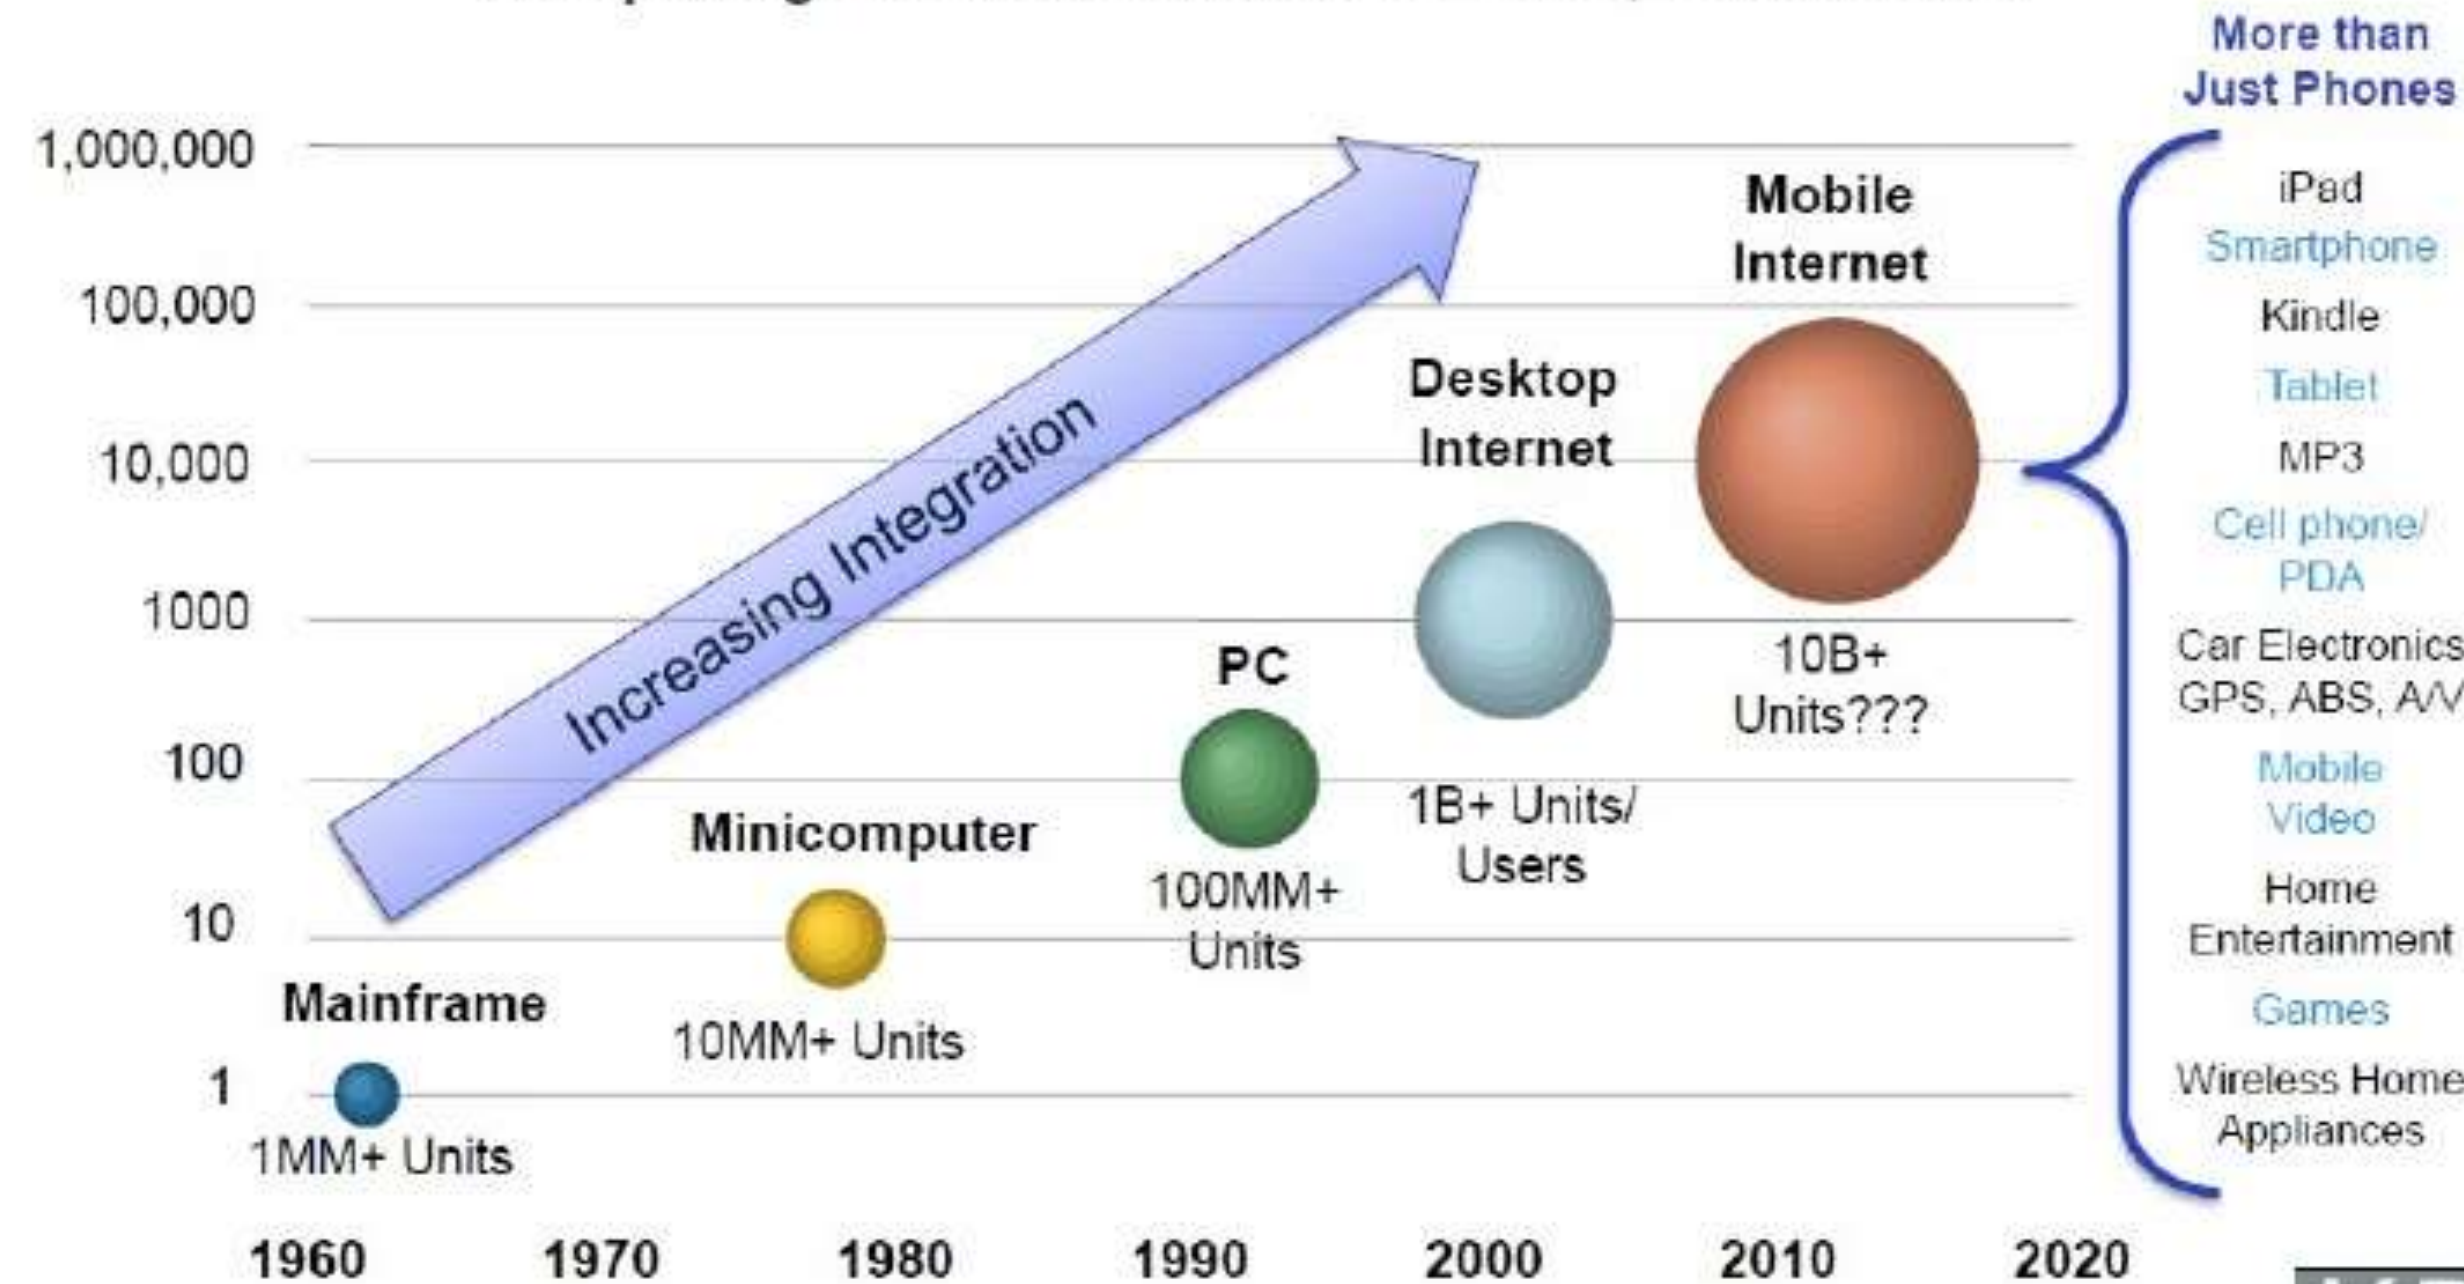 More than
Just Phones
1,000,000
100,000
10,000
1000
100
10
1
Increasing Integration
Mainframe
1MM+ Units
Minicomputer
10MM+ Units
PC
100MM+
Units
Desktop
Internet
1B+ Units/
Users
Mobile
Internet
10B+
Units???
iPad
Smartphone
Kindle
Tablet
MP3
Cell phone/
PDA
Car Electronics
GPS, ABS, A/V
Mobile
Video
Home
Entertainment
Games
Wireless Home
Appliances
1960 1970 1980 1990 2000 2010 2020